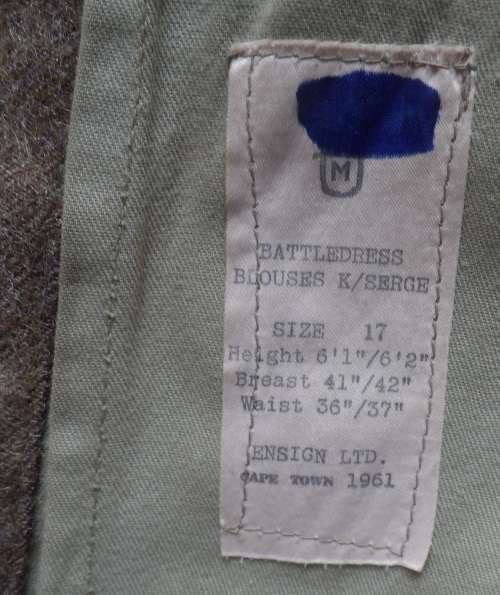 M
BATTLEDRESS
BLOUSES K/SERGE
SIZE 17
Height 6'1"/6'2"
Breast 41"/42"
Waist 36"/37"
ENSIGN LTD.
CAPE TOWN 1961